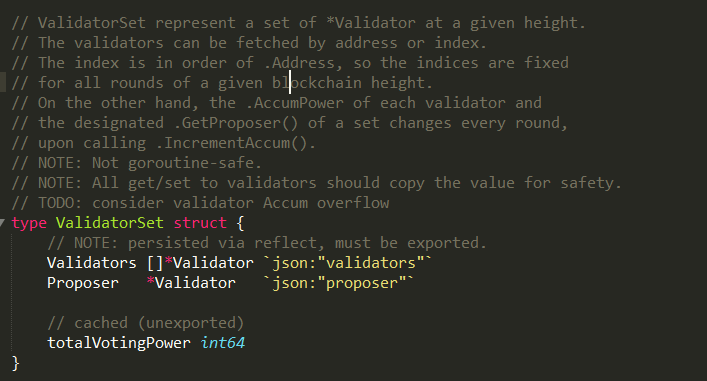 // ValidatorSet represent a set of *Validator at a given height.
// The validators can be fetched by address or index.
// The index is in order of .Address, so the indices are fixed
// for all rounds of a given blockchain height.
// On the other hand, the .AccumPower of each validator and
// the designated .GetProposer() of a set changes every round,
// upon calling .IncrementAccum().
// NOTE: Not goroutine-safe.
// NOTE: All get/set to validators should copy the value for safety.
// TODO: consider validator Accum overflow
type ValidatorSet struct {
    // NOTE: persisted via reflect, must be exported.
    Validators []*Validator `json:"validators"`
    Proposer   *Validator   `json:"proposer"`

    // cached (unexported)
    totalVotingPower int64
}